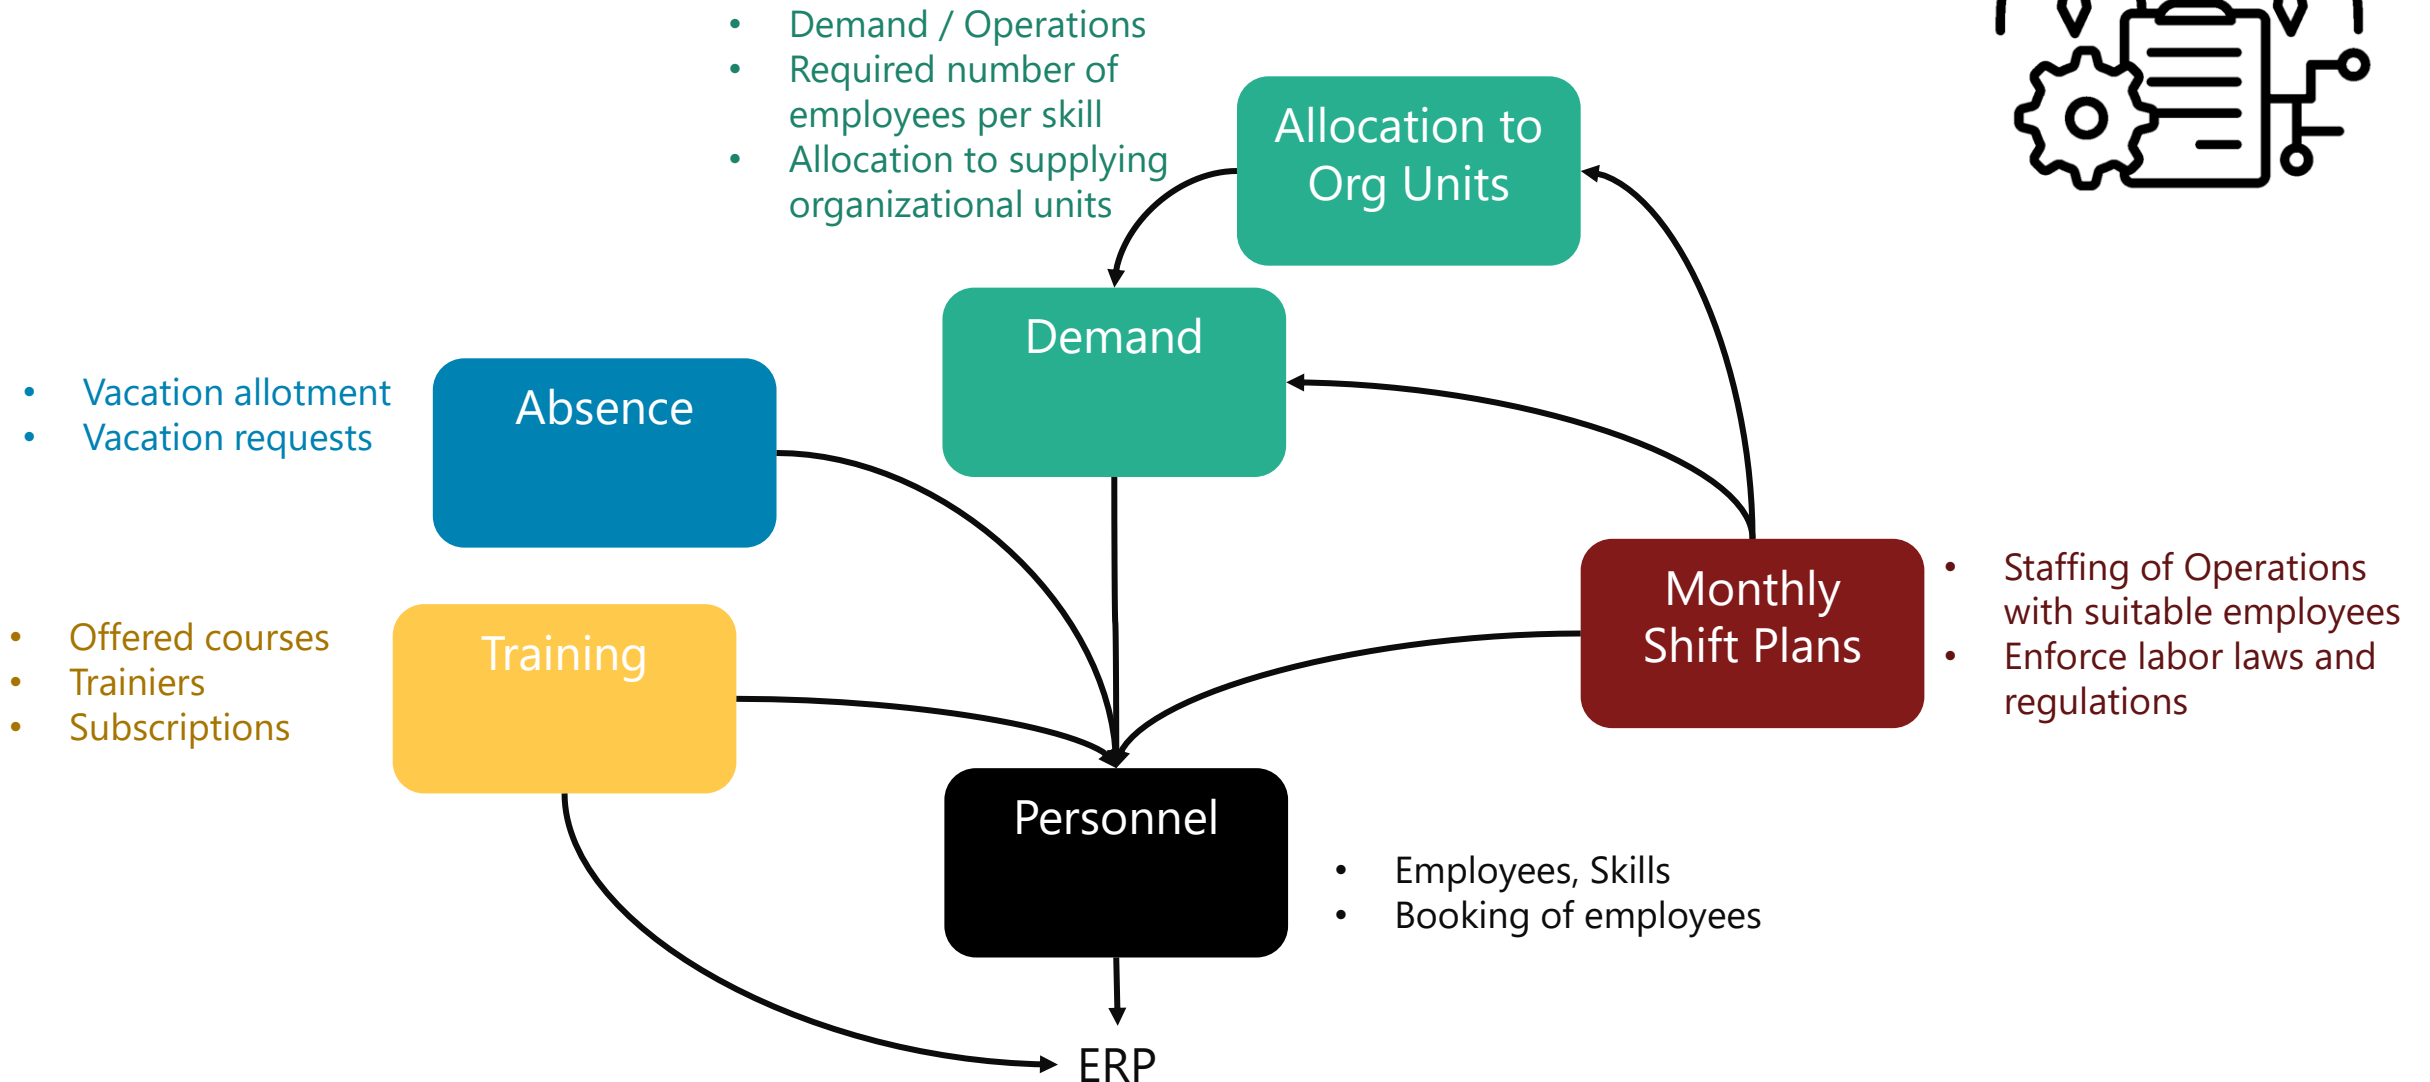 • Demand / Operations
• Required number of
employees per skill
• Allocation to supplying
organizational units
Allocation to
Org Units
Demand
• Vacation allotment
• Vacation requests
Absence
• Offered courses
• Trainiers
• Subscriptions
Training
Monthly
Shift Plans
• Staffing of Operations
with suitable employees
• Enforce labor laws and
regulations
Personnel
• Employees, Skills
• Booking of employees
ERP